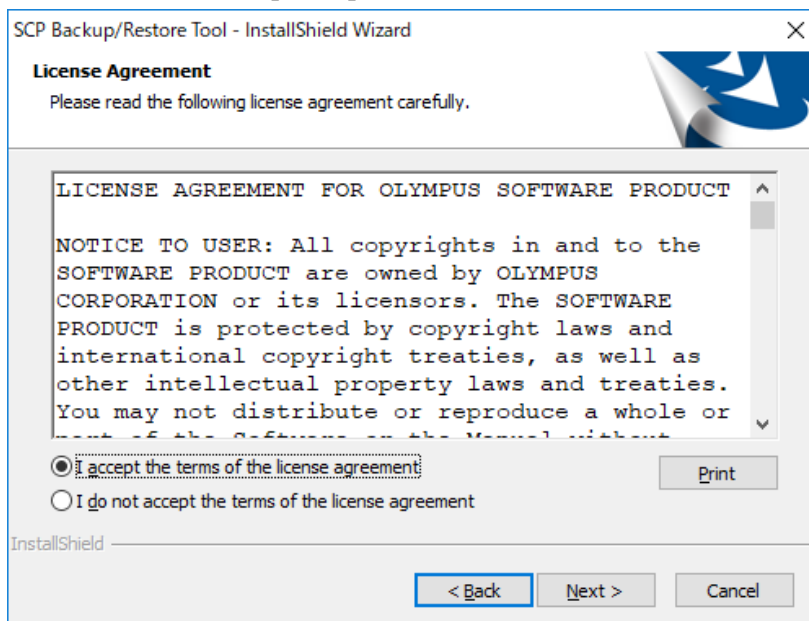 SCP Backup/Restore Tool - InstallShield Wizard
License Agreement
Please read the following license agreement carefully.
LICENSE AGREEMENT FOR OLYMPUS SOFTWARE PRODUCT
NOTICE TO USER: All copyrights in and to the
SOFTWARE PRODUCT are owned by OLYMPUS
CORPORATION or its licensors. The SOFTWARE
PRODUCT is protected by copyright laws and
international copyright treaties, as well as
other intellectual property laws and treaties.
You may not distribute or reproduce a whole or
I accept the terms of the license agreement
Print
I do not accept the terms of the license agreement
InstallShield
< Back
Next >
Cancel